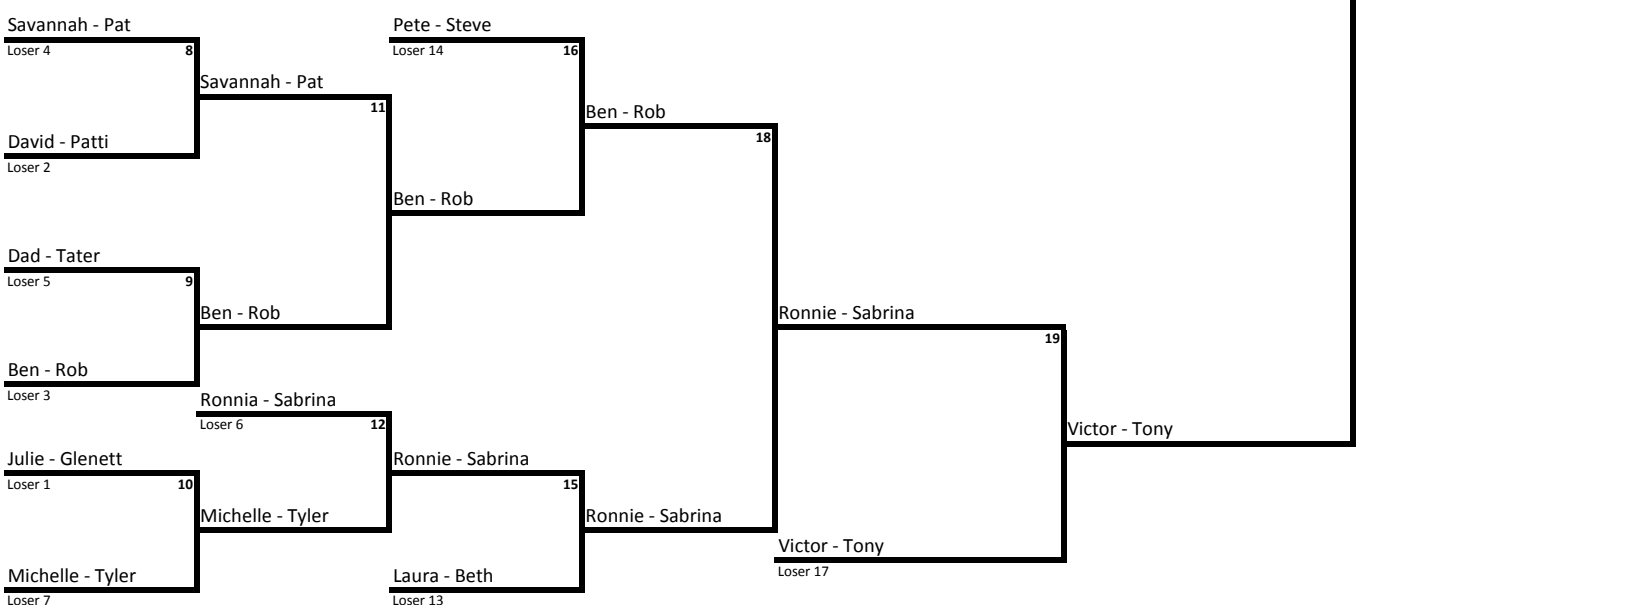 Savannah - Pat
Loser 4
8
Savannah - Pat
11
David - Patti
Loser 2
Dad - Tater
Loser 5
9
Ben - Rob
Ben - Rob
Loser 3
Pete - Steve
Loser 14
16
Ben - Rob
18
Ben - Rob
Ronnia - Sabrina
Loser 6
12
Julie - Glenett
Loser 1
10
Michelle - Tyler
Michelle - Tyler
Loser 7
Ronnie - Sabrina
15
Ronnie - Sabrina
Laura - Beth
Loser 13
Ronnie - Sabrina
19
Victor - Tony
Loser 17
Victor - Tony